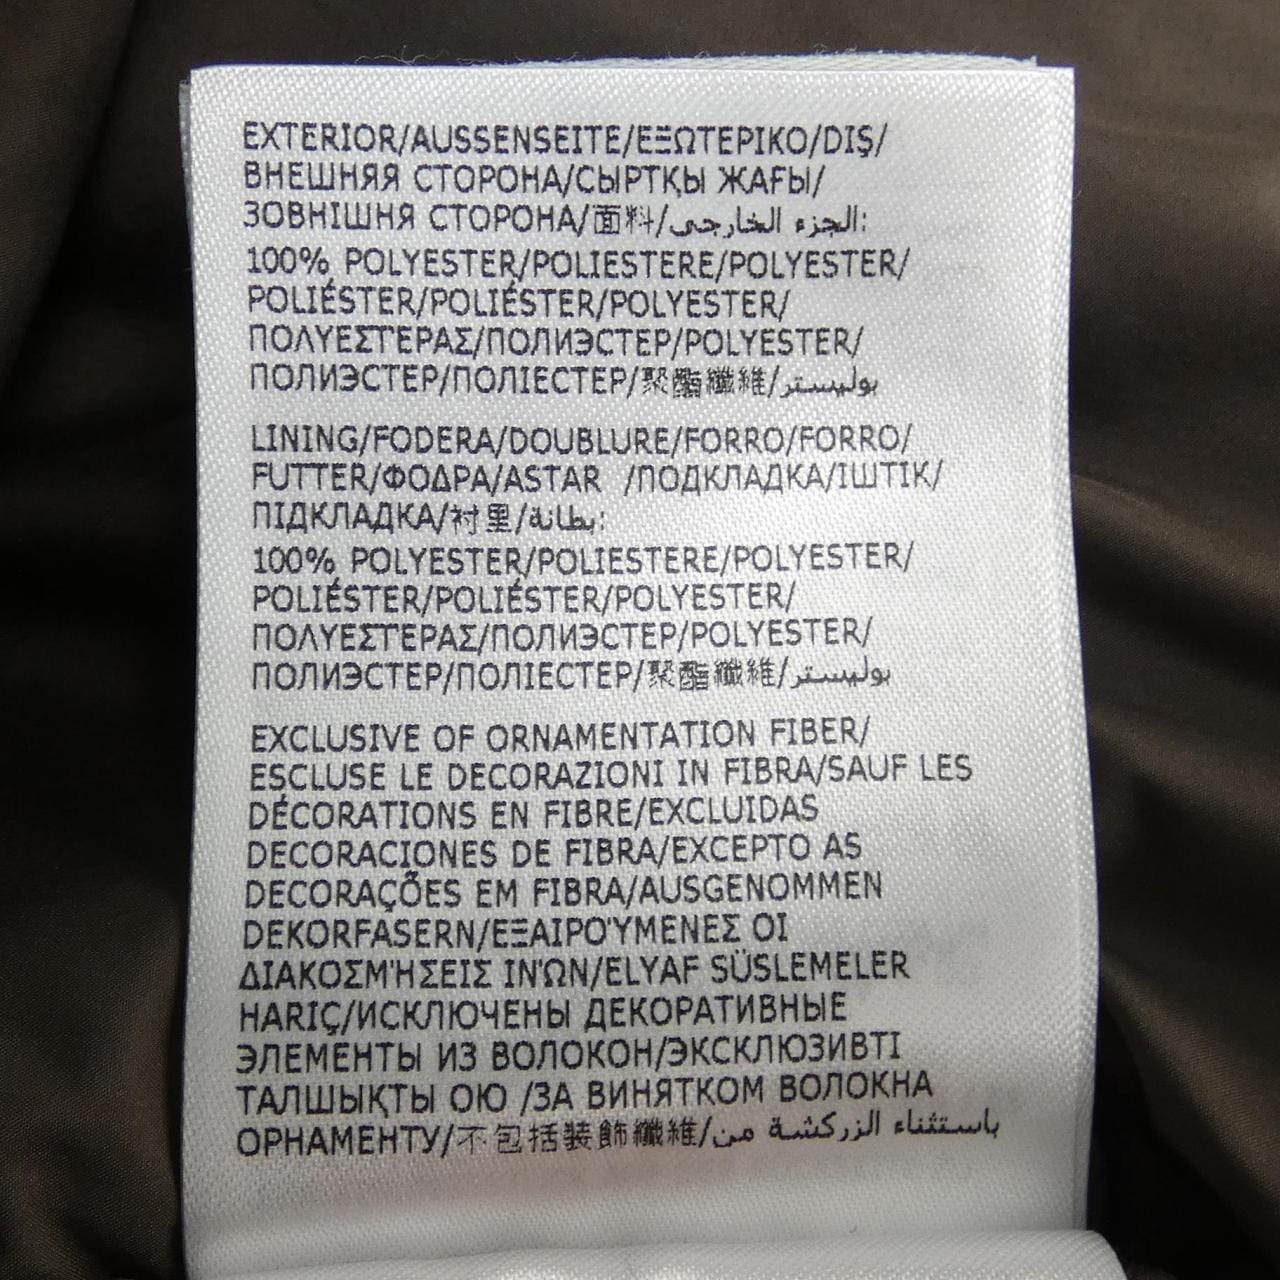 EXTERIOR/AUSSENSEITE/ΕΞΩΤΕΡΙΚΟ/DIŞ/
ВНЕШНЯЯ СТОРОНА/СЫРТҚЫ ЖАҒЫ/
ЗОВНІШНЯ СТОРОНА/面料/الجزء الخارجي:
100% POLYESTER/POLIESTERE/POLYESTER/
POLIÉSTER/POLIÉSTER/POLYESTER/
ΠΟΛΥΕΣΤΈΡΑΣ/ПОЛИЭСТЕР/POLYESTER/
ПОЛИЭСТЕР/ПОЛІЕСТЕР/聚酯纖維/بوليستر
LINING/FODERA/DOUBLURE/FORRO/FORRO/
FUTTER/ΦΟΔΡΑ/ASTAR /ПОДКЛАДКА/ІШТІК/
ПІДКЛАДКА/衬里/بطانة:
100% POLYESTER/POLIESTERE/POLYESTER/
POLIÉSTER/POLIÉSTER/POLYESTER/
ΠΟΛΥΕΣΤΕΡΑΣ/ПОЛИЭСТЕР/POLYESTER/
ПОЛИЭСТЕР/ПОЛІЕСТЕР/聚酯纖維/بوليستر
EXCLUSIVE OF ORNAMENTATION FIBER/
ESCLUSE LE DECORAZIONI IN FIBRA/SAUF LES
DÉCORATIONS EN FIBRE/EXCLUIDAS
DECORACIONES DE FIBRA/EXCEPTO AS
DECORAÇÕES EM FIBRA/AUSGENOMMEN
DEKORFASERN/ΕΞΑΙΡΟΎΜΕΝΕΣ ΟΙ
ΔΙΑΚΟΣΜΉΣΕΙΣ ΙΝΏΝ/ELYAF SÜSLEMELER
HARIÇ/ИСКЛЮЧЕНЫ ДЕКОРАТИВНЫЕ
ЭЛЕМЕНТЫ ИЗ ВОЛОКОН/ЭКСКЛЮЗИВТІ
ТАЛШЫҚТЫ ОЮ /ЗА ВИНЯТКОМ ВОЛОКНА
ОРНАМЕНТУ/不包括装飾纖維/باستثناء الزركشة من